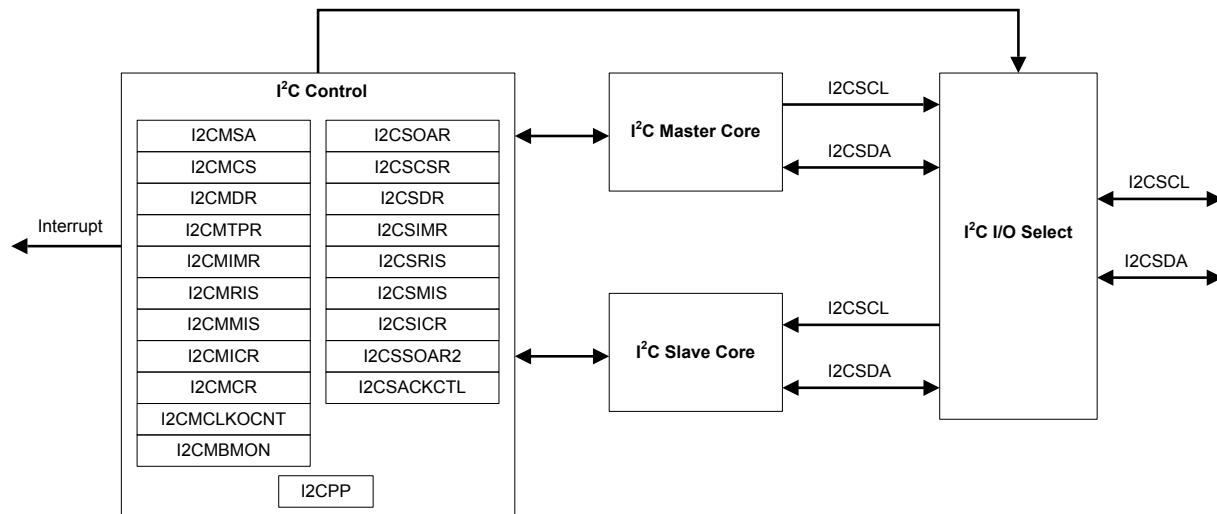 I²C Control
I2CMSA
I2CMCS
I2CMDR
I2CMTPR
I2CMIMR
I2CMRIS
I2CMMIS
I2CMICR
I2CMCR
I2CMCLKOCNT
I2CMBMON
I2CSOAR
I2CSCSR
I2CSDR
I2CSIMR
I2CSRIS
I2CSMIS
I2CSICR
I2CSSOAR2
I2CSACKCTL
I2CPP
Interrupt
I²C Master Core
I2CSCL
I2CSDA
I²C Slave Core
I2CSCL
I2CSDA
I²C I/O Select
I2CSCL
I2CSDA